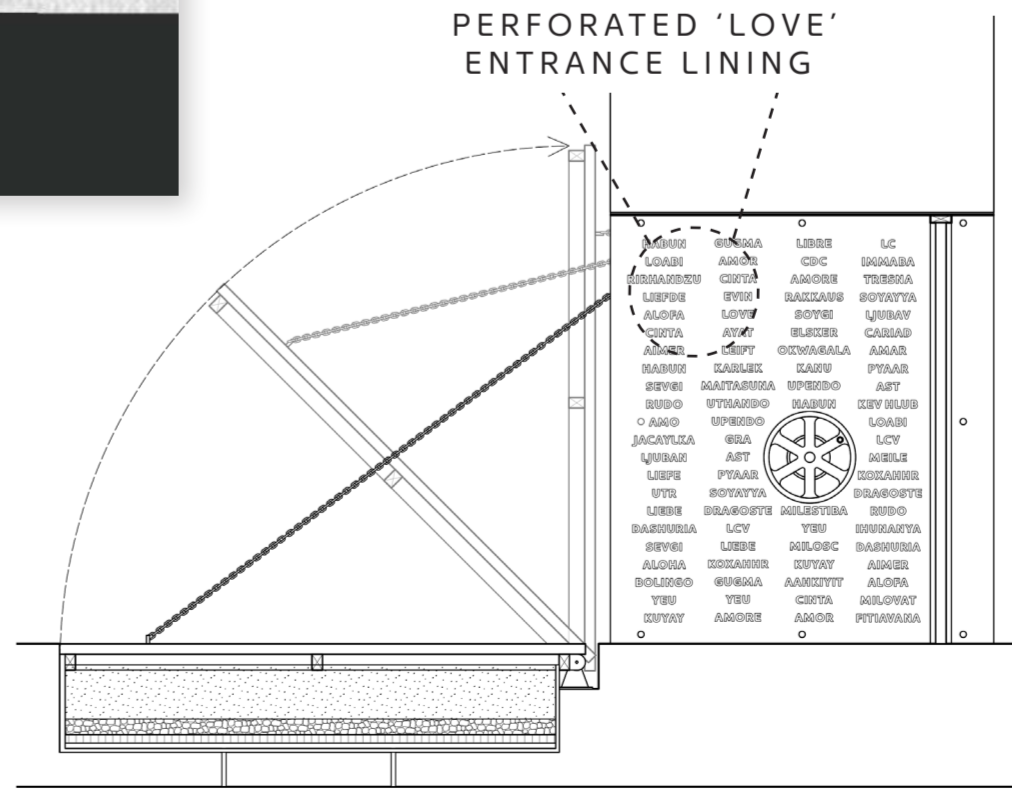 PERFORATED ‘LOVE’
ENTRANCE LINING
HABUN GUGMA LIBRE LC
LOABI AMOR CDC IMMABA
RIRHANDZU CINTA AMORE TRESNA
LIEFDE EVIN RAKKAUS SOYAYYA
ALOFA LOVE SOYGI LJUBAV
CINTA AYAT ELSKER CARIAD
AIMER LEIFT OKWAGALA AMAR
HABUN KARLEK KANU PYAAR
SEVGI MAITASUNA UPENDO AST
RUDO UTHANDO HABUN KEV HLUB
AMO UPENDO LOABI
JACAYLKA GRA LCV
LJUBAN AST MEILE
LIEFE PYAAR KOXAHHR
UTR SOYAYYA DRAGOSTE
LIEBE DRAGOSTE MILESTIBA RUDO
DASHURIA LCV YEU IHUNANYA
SEVGI LIEBE MILOSC DASHURIA
ALOHA KOXAHHR KUYAY AIMER
BOLINGO GUGMA AAHKIYIT ALOFA
YEU YEU CINTA MILOVAT
KUYAY AMORE AMOR FITIAVANA